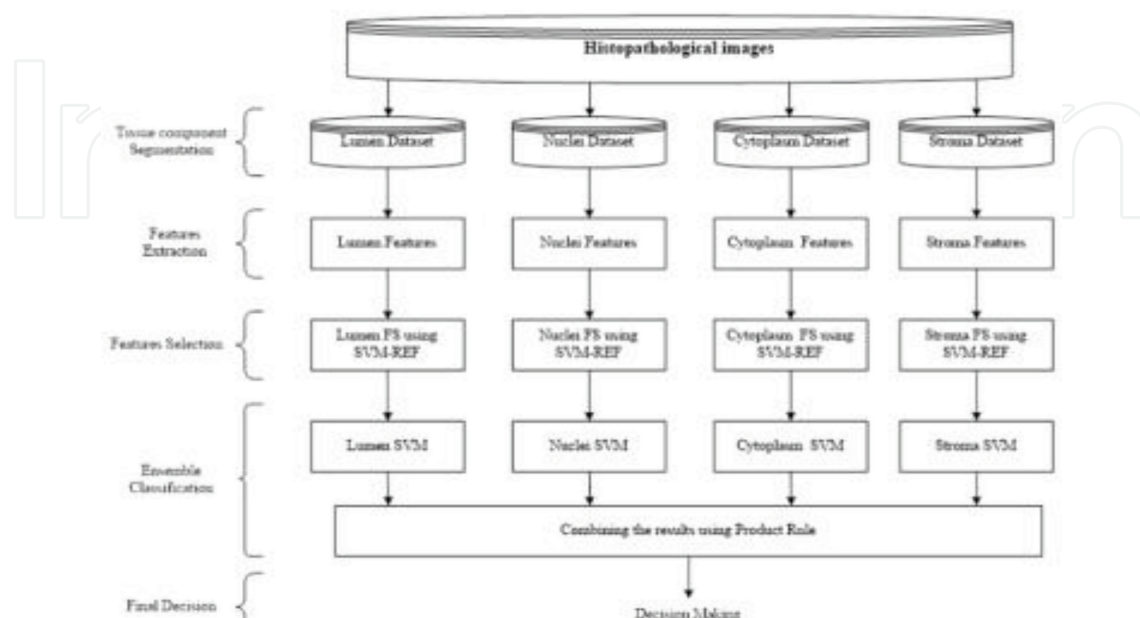 Histopathological images
Tissue component
Segmentation
Lumen Dataset
Nuclei Dataset
Cytoplasm Dataset
Stroma Dataset
Features
Extraction
Lumen Features
Nuclei Features
Cytoplasm Features
Stroma Features
Features Selection
Lumen FS using
SVM-REF
Nuclei FS using
SVM-REF
Cytoplasm FS using
SVM-REF
Stroma FS using
SVM-REF
Ensemble
Classification
Lumen SVM
Nuclei SVM
Cytoplasm SVM
Stroma SVM
Combining the results using Product Rule
Final Decision
Decision Making